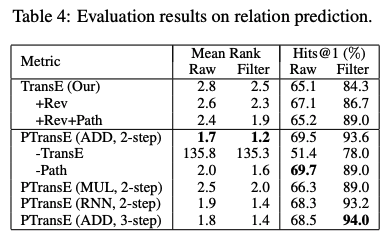 Table 4: Evaluation results on relation prediction.
Metric Mean Rank Hits@1 (%)
Raw Filter Raw Filter
TransE (Our) 2.8 2.5 65.1 84.3
+Rev 2.6 2.3 67.1 86.7
+Rev+Path 2.4 1.9 65.2 89.0
PTransE (ADD, 2-step) 1.7 1.2 69.5 93.6
-TransE 135.8 135.3 51.4 78.0
-Path 2.0 1.6 69.7 89.0
PTransE (MUL, 2-step) 2.5 2.0 66.3 89.0
PTransE (RNN, 2-step) 1.9 1.4 68.3 93.2
PTransE (ADD, 3-step) 1.8 1.4 68.5 94.0